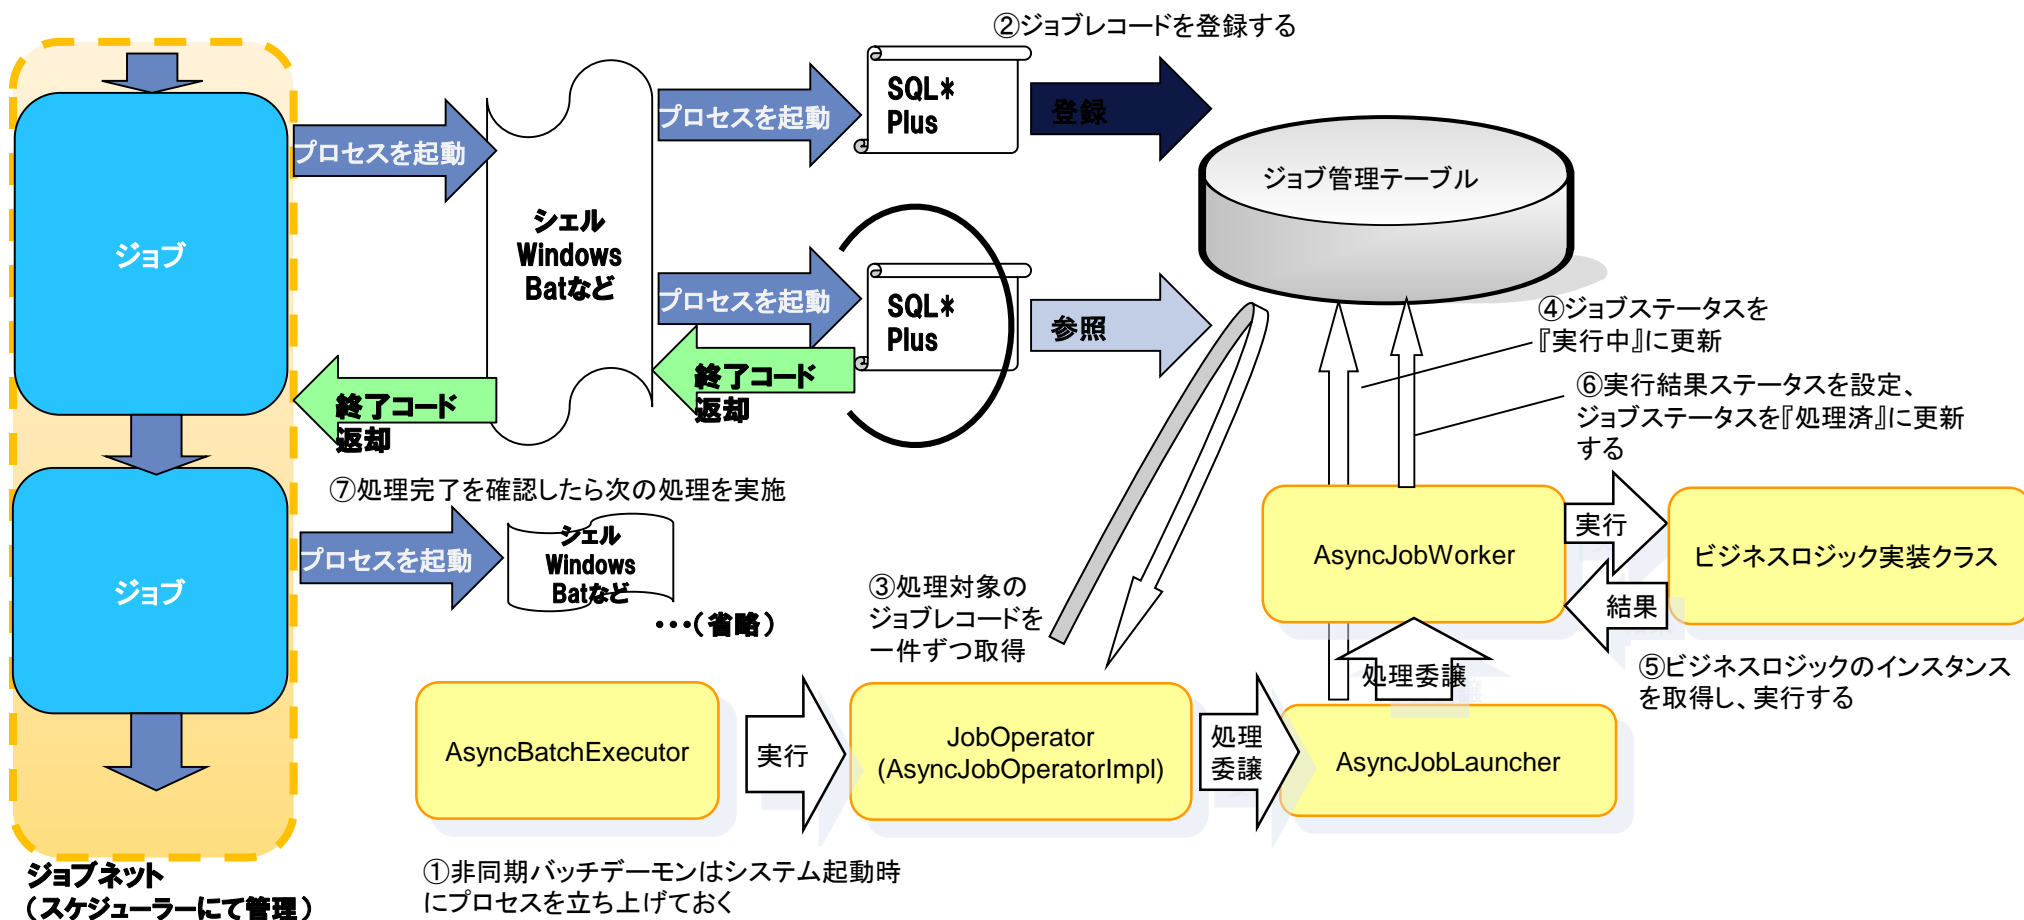 ②ジョブレコードを登録する
プロセスを起動
プロセスを起動
SQL*
Plus
登録
ジョブ管理テーブル
ジョブ
シェル
Windows
Batなど
プロセスを起動
SQL*
Plus
参照
終了コード
返却
終了コード
返却
④ジョブステータスを
『実行中』に更新
⑥実行結果ステータスを設定、
ジョブステータスを『処理済』に更新
する
⑦処理完了を確認したら次の処理を実施
ジョブ
プロセスを起動
シェル
Windows
Batなど
・・・(省略)
③処理対象の
ジョブレコードを
一件ずつ取得
AsyncJobWorker
実行
結果
ビジネスロジック実装クラス
⑤ビジネスロジックのインスタンス
を取得し、実行する
処理委譲
AsyncBatchExecutor
実行
JobOperator
(AsyncJobOperatorImpl)
処理
委譲
AsyncJobLauncher
①非同期バッチデーモンはシステム起動時
にプロセスを立ち上げておく
ジョブネット
(スケジューラーにて管理)